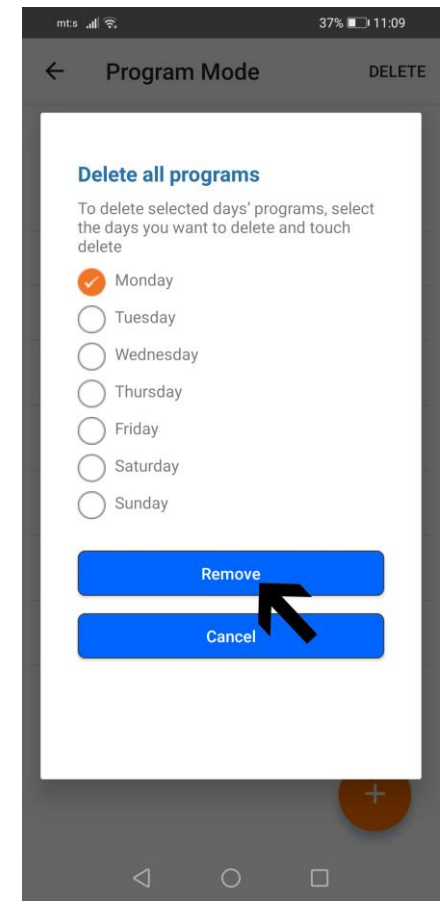 mt:s 37% 11:09
Program Mode DELETE
Delete all programs
To delete selected days' programs, select
the days you want to delete and touch
delete
Monday
Tuesday
Wednesday
Thursday
Friday
Saturday
Sunday
Remove
Cancel
+